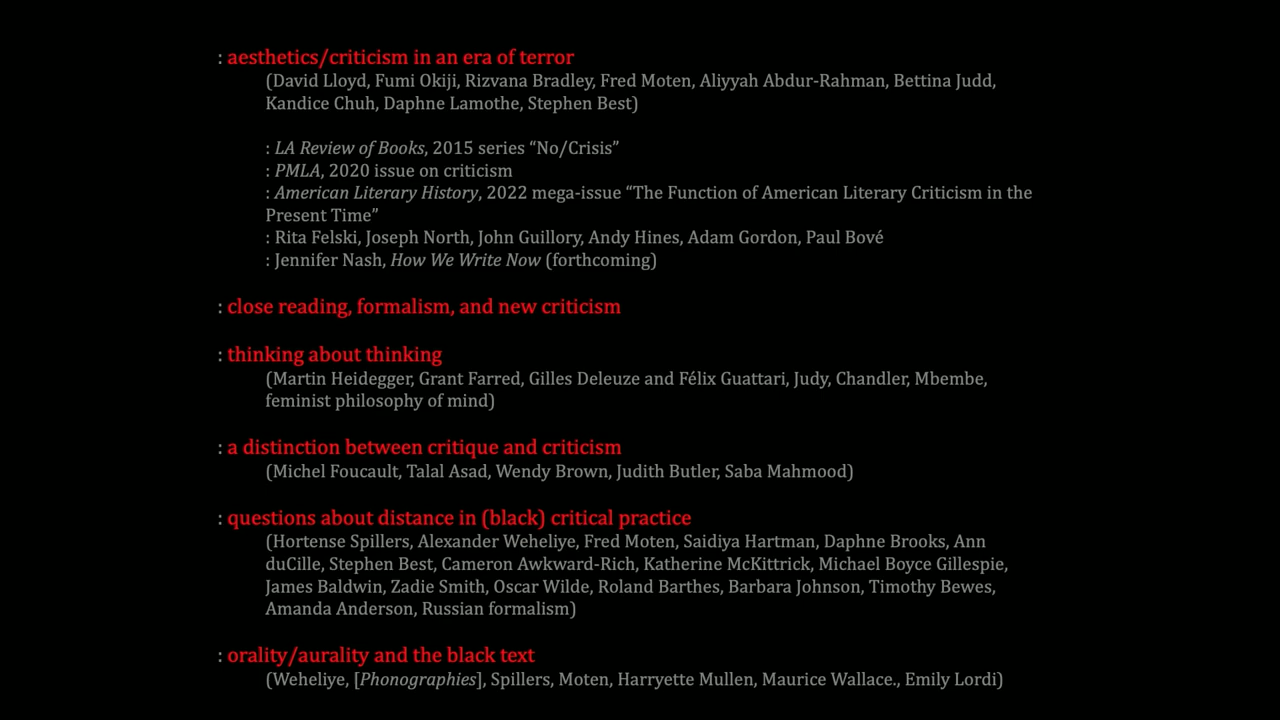 : aesthetics/criticism in an era of terror
(David Lloyd, Fumi Okiji, Rizvana Bradley, Fred Moten, Aliyyah Abdur-Rahman, Bettina Judd,
Kandice Chuh, Daphne Lamothe, Stephen Best)
: LA Review of Books, 2015 series “No/Crisis”
: PMLA, 2020 issue on criticism
: American Literary History, 2022 mega-issue “The Function of American Literary Criticism in the
Present Time”
: Rita Felski, Joseph North, John Guillory, Andy Hines, Adam Gordon, Paul Bové
: Jennifer Nash, How We Write Now (forthcoming)
: close reading, formalism, and new criticism
: thinking about thinking
(Martin Heidegger, Grant Farred, Gilles Deleuze and Félix Guattari, Judy, Chandler, Mbembe,
feminist philosophy of mind)
: a distinction between critique and criticism
(Michel Foucault, Talal Asad, Wendy Brown, Judith Butler, Saba Mahmood)
: questions about distance in (black) critical practice
(Hortense Spillers, Alexander Weheliye, Fred Moten, Saidiya Hartman, Daphne Brooks, Ann
duCille, Stephen Best, Cameron Awkward-Rich, Katherine McKittrick, Michael Boyce Gillespie,
James Baldwin, Zadie Smith, Oscar Wilde, Roland Barthes, Barbara Johnson, Timothy Bewes,
Amanda Anderson, Russian formalism)
: orality/aurality and the black text
(Weheliye, [Phonographies], Spillers, Moten, Harryette Mullen, Maurice Wallace., Emily Lordi)